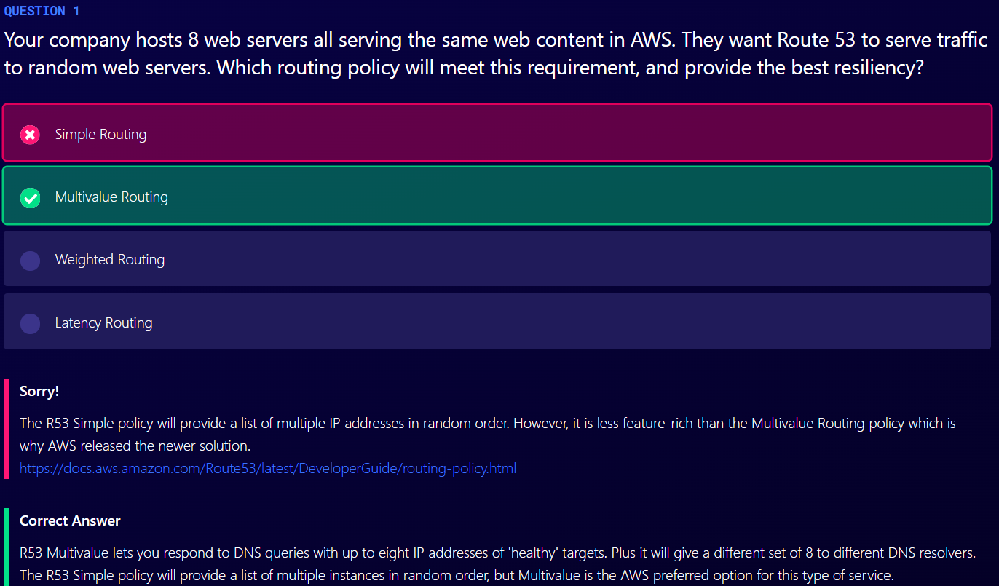 QUESTION 1
Your company hosts 8 web servers all serving the same web content in AWS. They want Route 53 to serve traffic
to random web servers. Which routing policy will meet this requirement, and provide the best resiliency?
Simple Routing
Multivalue Routing
Weighted Routing
Latency Routing
Sorry!
The R53 Simple policy will provide a list of multiple IP addresses in random order. However, it is less feature-rich than the Multivalue Routing policy which is
why AWS released the newer solution.
https://docs.aws.amazon.com/Route53/latest/DeveloperGuide/routing-policy.html
Correct Answer
R53 Multivalue lets you respond to DNS queries with up to eight IP addresses of 'healthy' targets. Plus it will give a different set of 8 to different DNS resolvers.
The R53 Simple policy will provide a list of multiple instances in random order, but Multivalue is the AWS preferred option for this type of service.